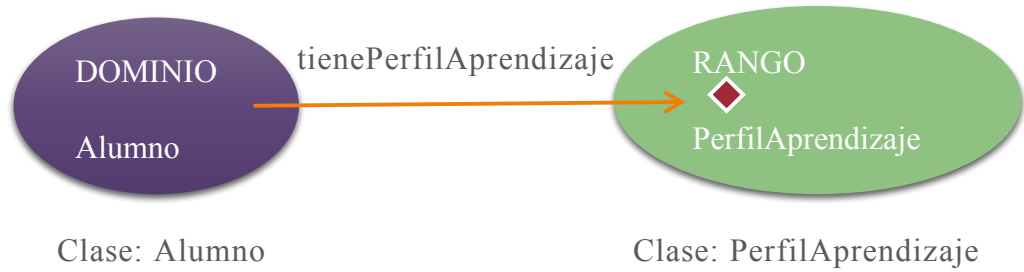 DOMINIO
Alumno
tienePerfilAprendizaje
RANGO
PerfilAprendizaje
Clase: Alumno
Clase: PerfilAprendizaje